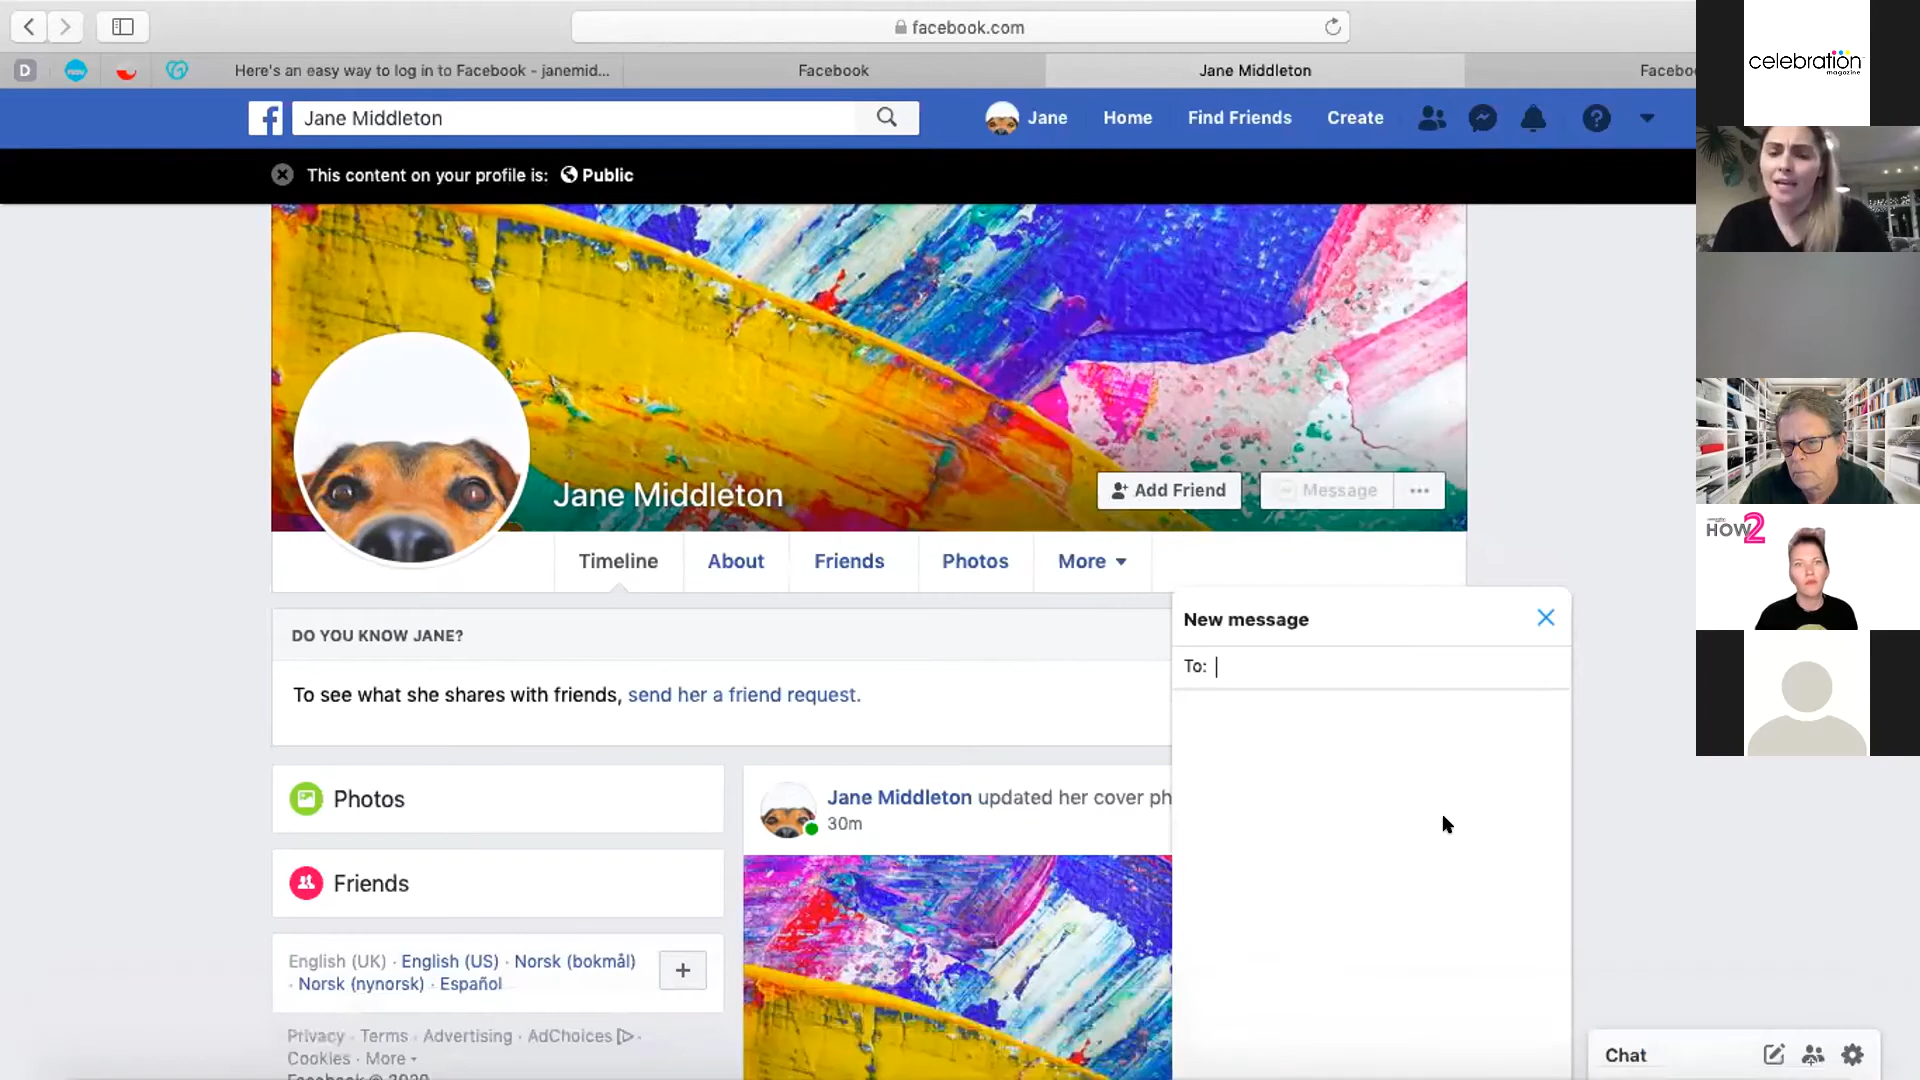 facebook.com
D
Here's an easy way to log in to Facebook - janemid...
Facebook
Jane Middleton
Facebo
f
Jane Middleton
Jane
Home
Find Friends
Create
?
This content on your profile is: Public
Jane Middleton
Add Friend
Message
Timeline
About
Friends
Photos
More
DO YOU KNOW JANE?
To see what she shares with friends, send her a friend request.
Photos
Friends
English (UK) · English (US) · Norsk (bokmål)
· Norsk (nynorsk) · Español
Privacy · Terms · Advertising · AdChoices ·
Cookies · More
Facebook © 2020
Jane Middleton updated her cover ph
30m
New message
To:
Chat
celebration
magazine
HOW2